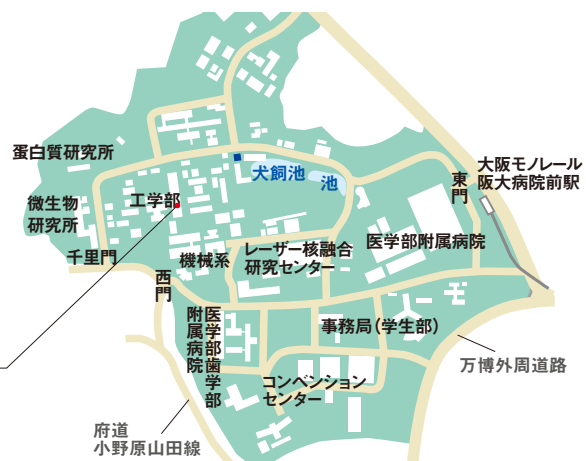 蛋白質研究所
犬飼池
池
大阪モノレール
阪大病院前駅
東門
微生物
研究所
工学部
千里門
西門
機械系
レーザー核融合
研究センター
医学部附属病院
医学部歯学部
附属病院
事務局(学生部)
万博外周道路
コンベンション
センター
府道
小野原山田線